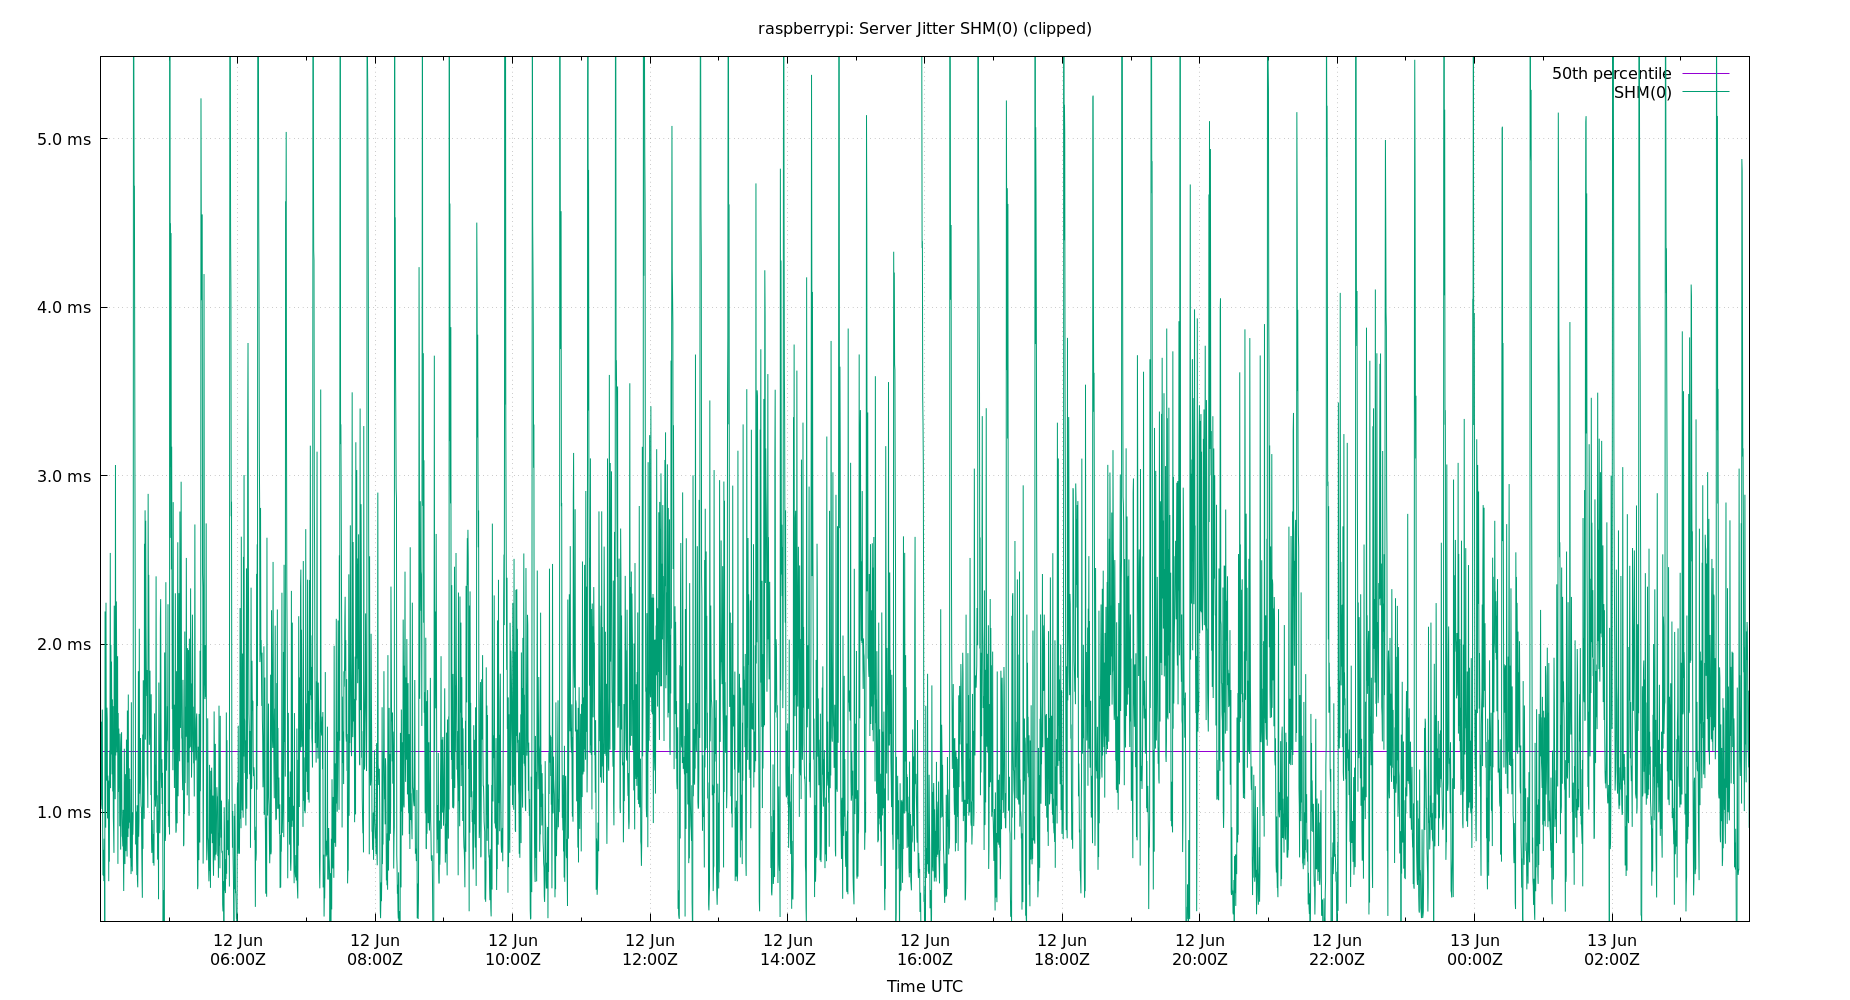 raspberrypi: Server Jitter SHM(0) (clipped)
50th percentile
SHM(0)
5.0 ms
4.0 ms
3.0 ms
2.0 ms
1.0 ms
12 Jun 12 Jun 12 Jun 12 Jun 12 Jun 12 Jun 12 Jun 12 Jun 12 Jun 13 Jun 13 Jun
06:00Z 08:00Z 10:00Z 12:00Z 14:00Z 16:00Z 18:00Z 20:00Z 22:00Z 00:00Z 02:00Z
Time UTC